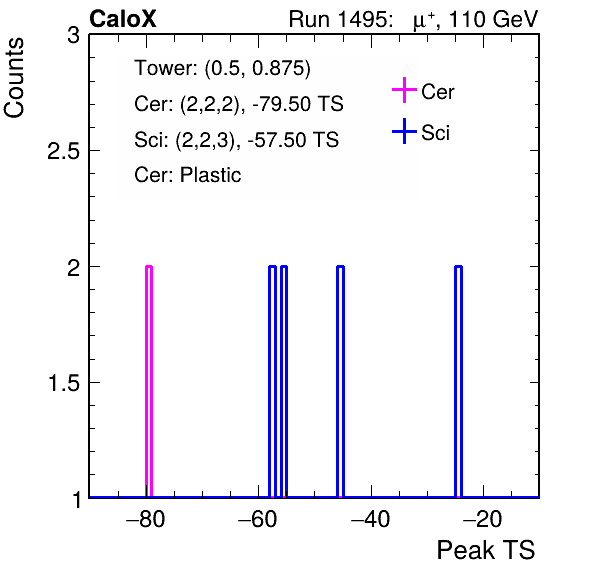 CaloX Run 1495: μ⁺, 110 GeV
Counts
3
2.5
2
1.5
1
Tower: (0.5, 0.875)
Cer: (2,2,2), -79.50 TS
Sci: (2,2,3), -57.50 TS
Cer: Plastic
Cer
Sci
−80 −60 −40 −20
Peak TS